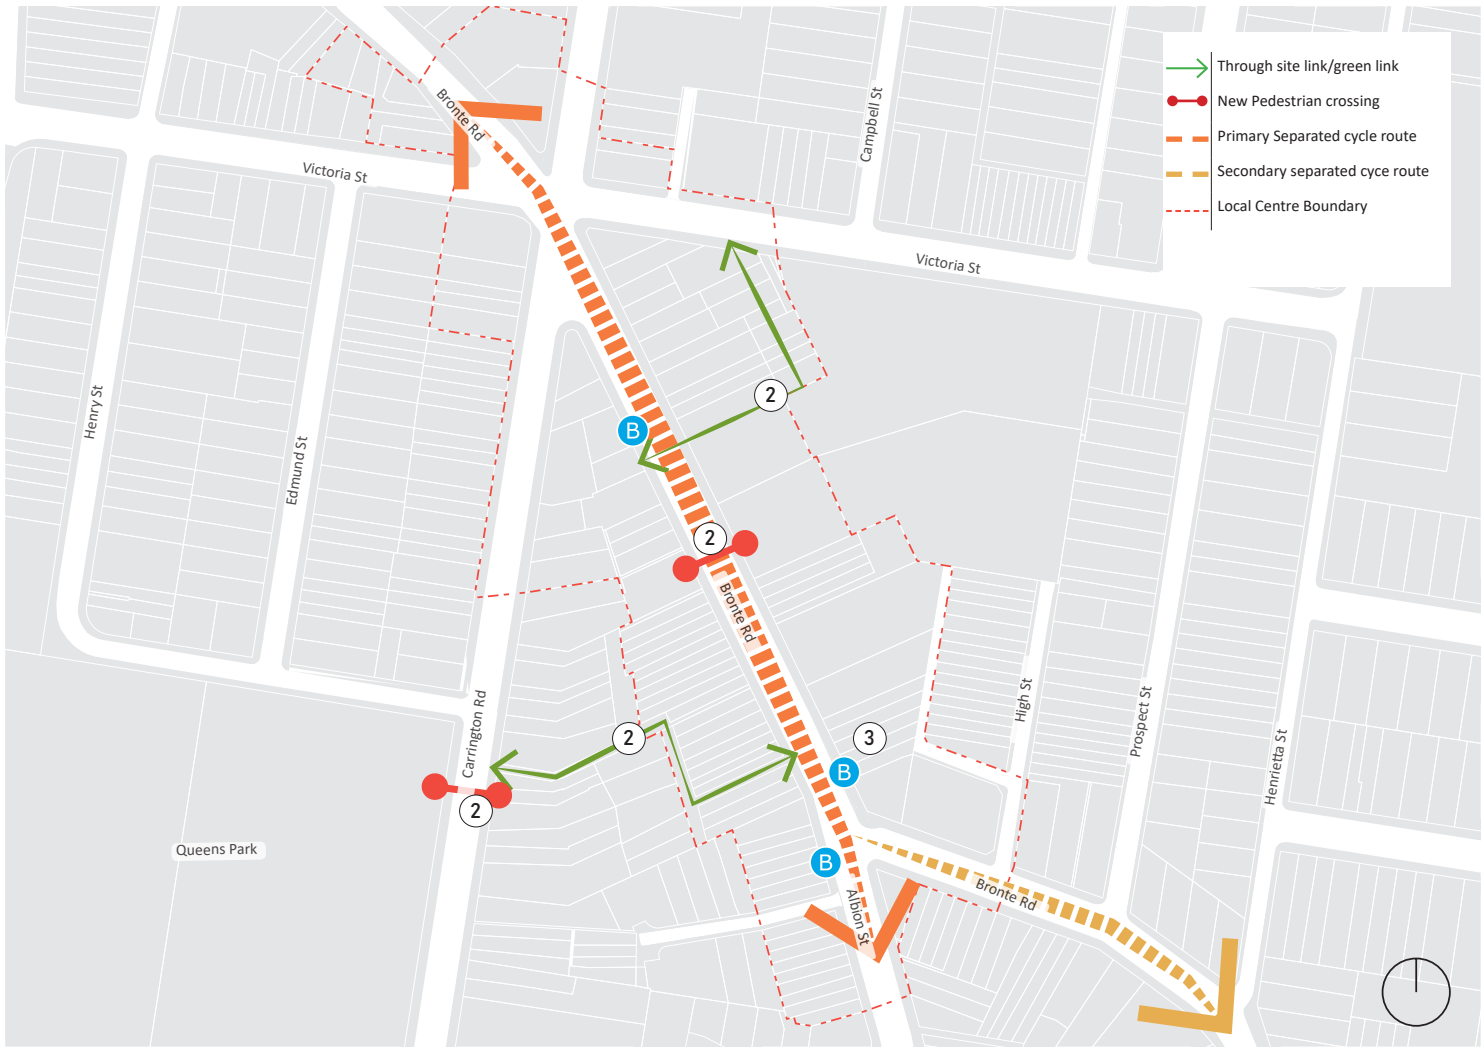 Through site link/green link
New Pedestrian crossing
Primary Separated cycle route
Secondary separated cyce route
Local Centre Boundary
Bronte Rd
Campbell St
Victoria St
Victoria St
2
Henry St
B
Edmund St
2
Bronte Rd
High St
Prospect St
Carrington Rd
2
3
Henrietta St
B
2
Queens Park
B
Bronte Rd
Albion St